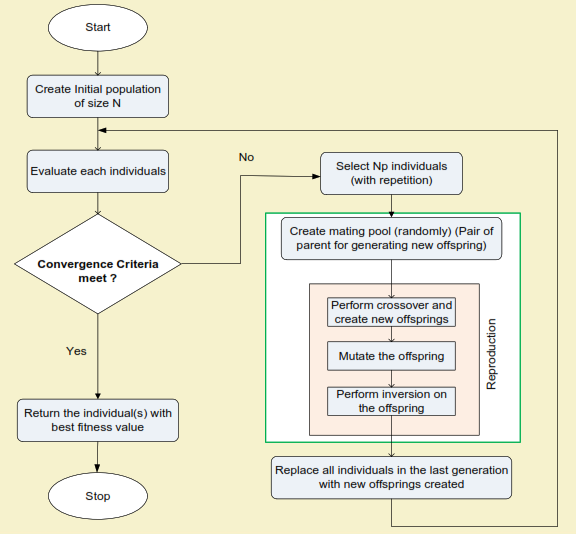 Start
Create Initial population
of size N
Evaluate each individuals
Convergence Criteria
meet ?
Yes
Return the individual(s) with
best fitness value
Stop
No
Select Np individuals
(with repetition)
Create mating pool (randomly) (Pair of
parent for generating new offspring)
Perform crossover and
create new offsprings
Mutate the offspring
Perform inversion on
the offspring
Reproduction
Replace all individuals in the last generation
with new offsprings created